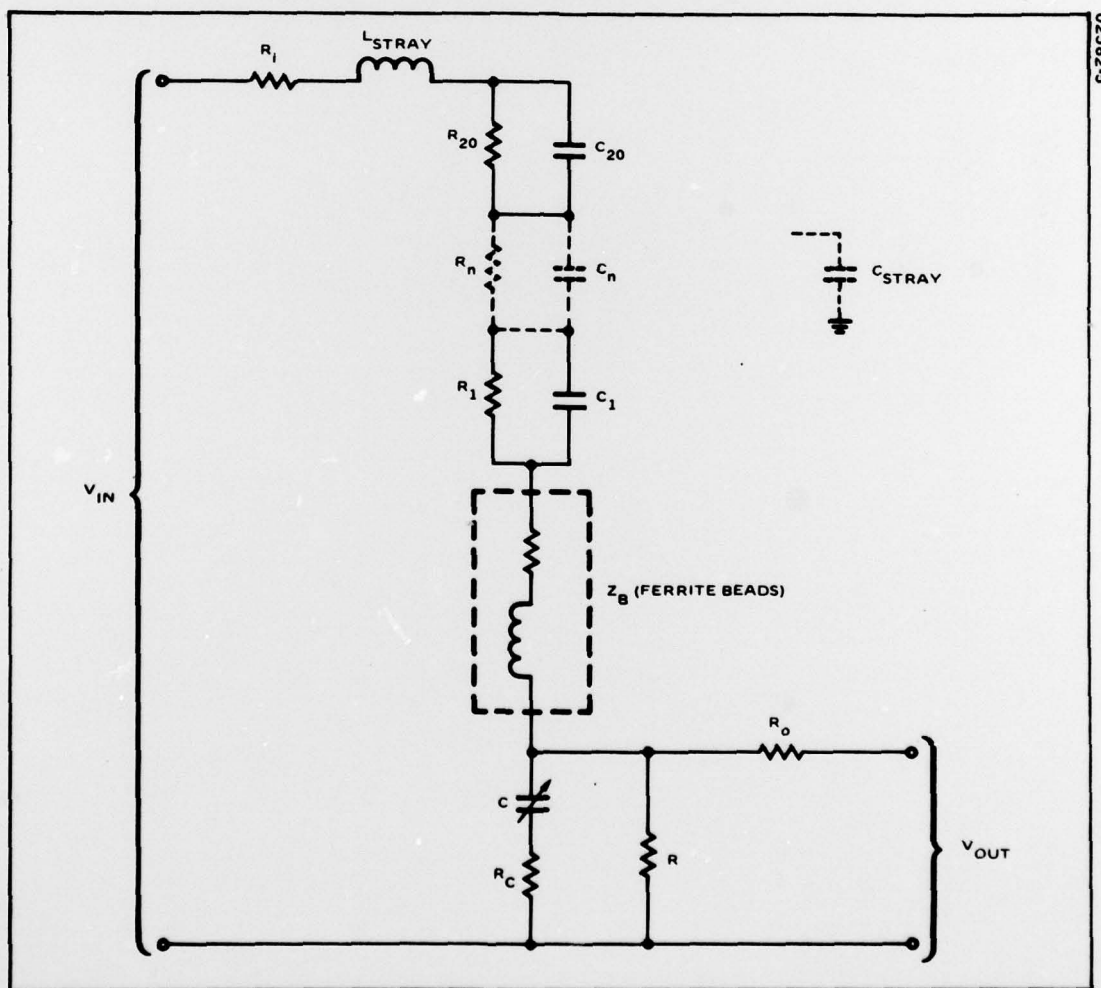 R_i
L_STRAY
R_20
C_20
R_n
C_n
C_STRAY
R_1
C_1
V_IN
Z_B (FERRITE BEADS)
R_o
C
R_C
R
V_OUT